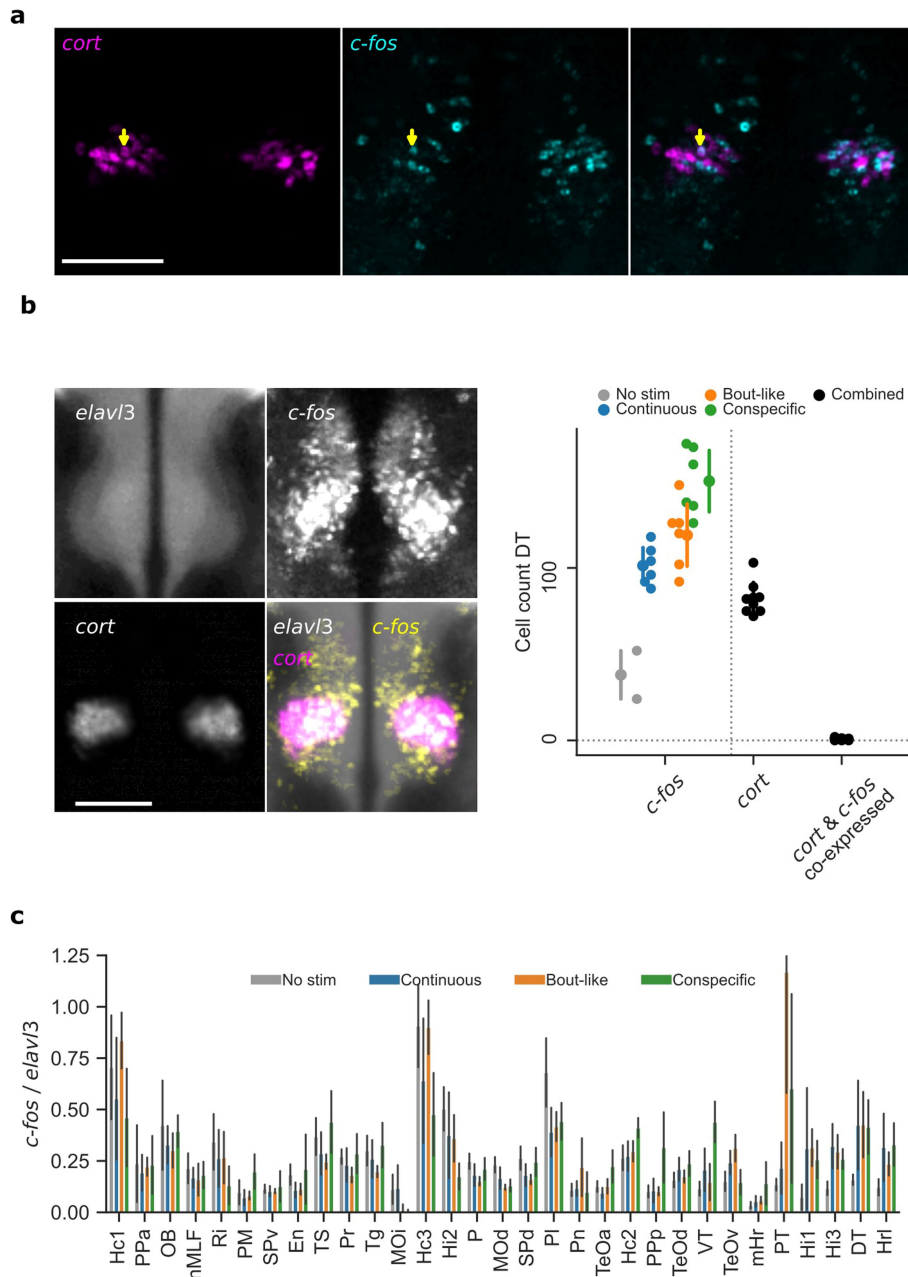 a
cort
c-fos
b
elavl3
c-fos
cort
elavl3
c-fos
cort
No stim
Bout-like
Combined
Continuous
Conspecific
Cell count DT
100
0
c-fos
cort
cort & c-fos
co-expressed
c
1.25
1.00
0.75
0.50
0.25
0.00
c-fos / elavl3
No stim
Continuous
Bout-like
Conspecific
Hc1
PPa
OB
nMLF
Ri
PM
SPv
En
TS
Pr
Tg
MOi
Hc3
Hi2
P
MOd
SPd
PI
Pn
TeOa
Hc2
PPp
TeOd
VT
TeOv
mHr
PT
Hi1
Hi3
DT
HrI